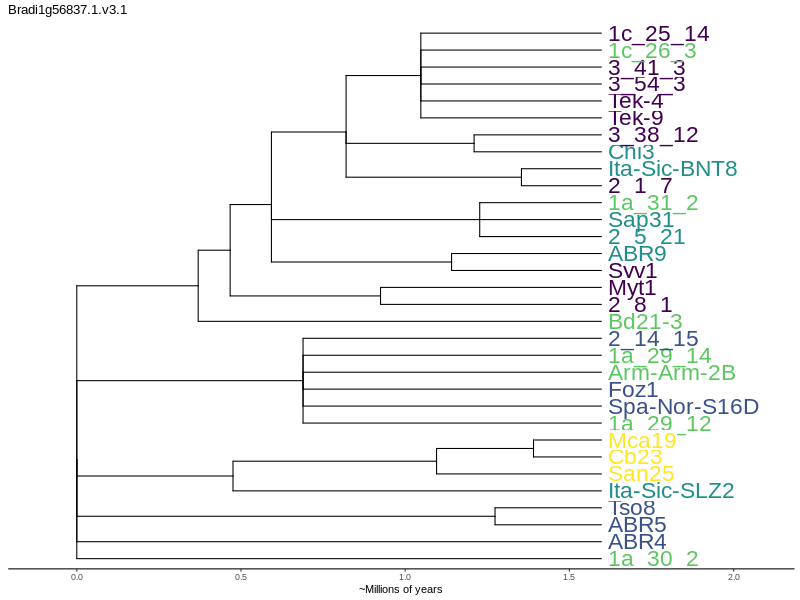 Bradi1g56837.1.v3.1
1c_25_14
1c_26_3
3_41_3
3_54_3
Tek-4
Tek-9
3_38_12
Chi3
Ita-Sic-BNT8
2_1_7
1a_31_2
Sap31
2_5_21
ABR9
Svv1
Myt1
2_8_1
Bd21-3
2_14_15
1a_29_14
Arm-Arm-2B
Foz1
Spa-Nor-S16D
1a_29_12
Mca19
Cb23
San25
Ita-Sic-SLZ2
Tso8
ABR5
ABR4
1a_30_2
0.0 0.5 1.0 1.5 2.0
~Millions of years